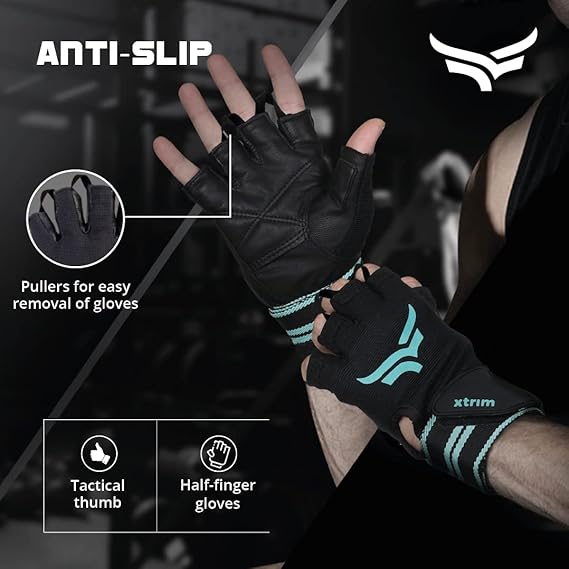 ANTI-SLIP
Pullers for easy
removal of gloves
xtrim
Tactical
thumb
Half-finger
gloves